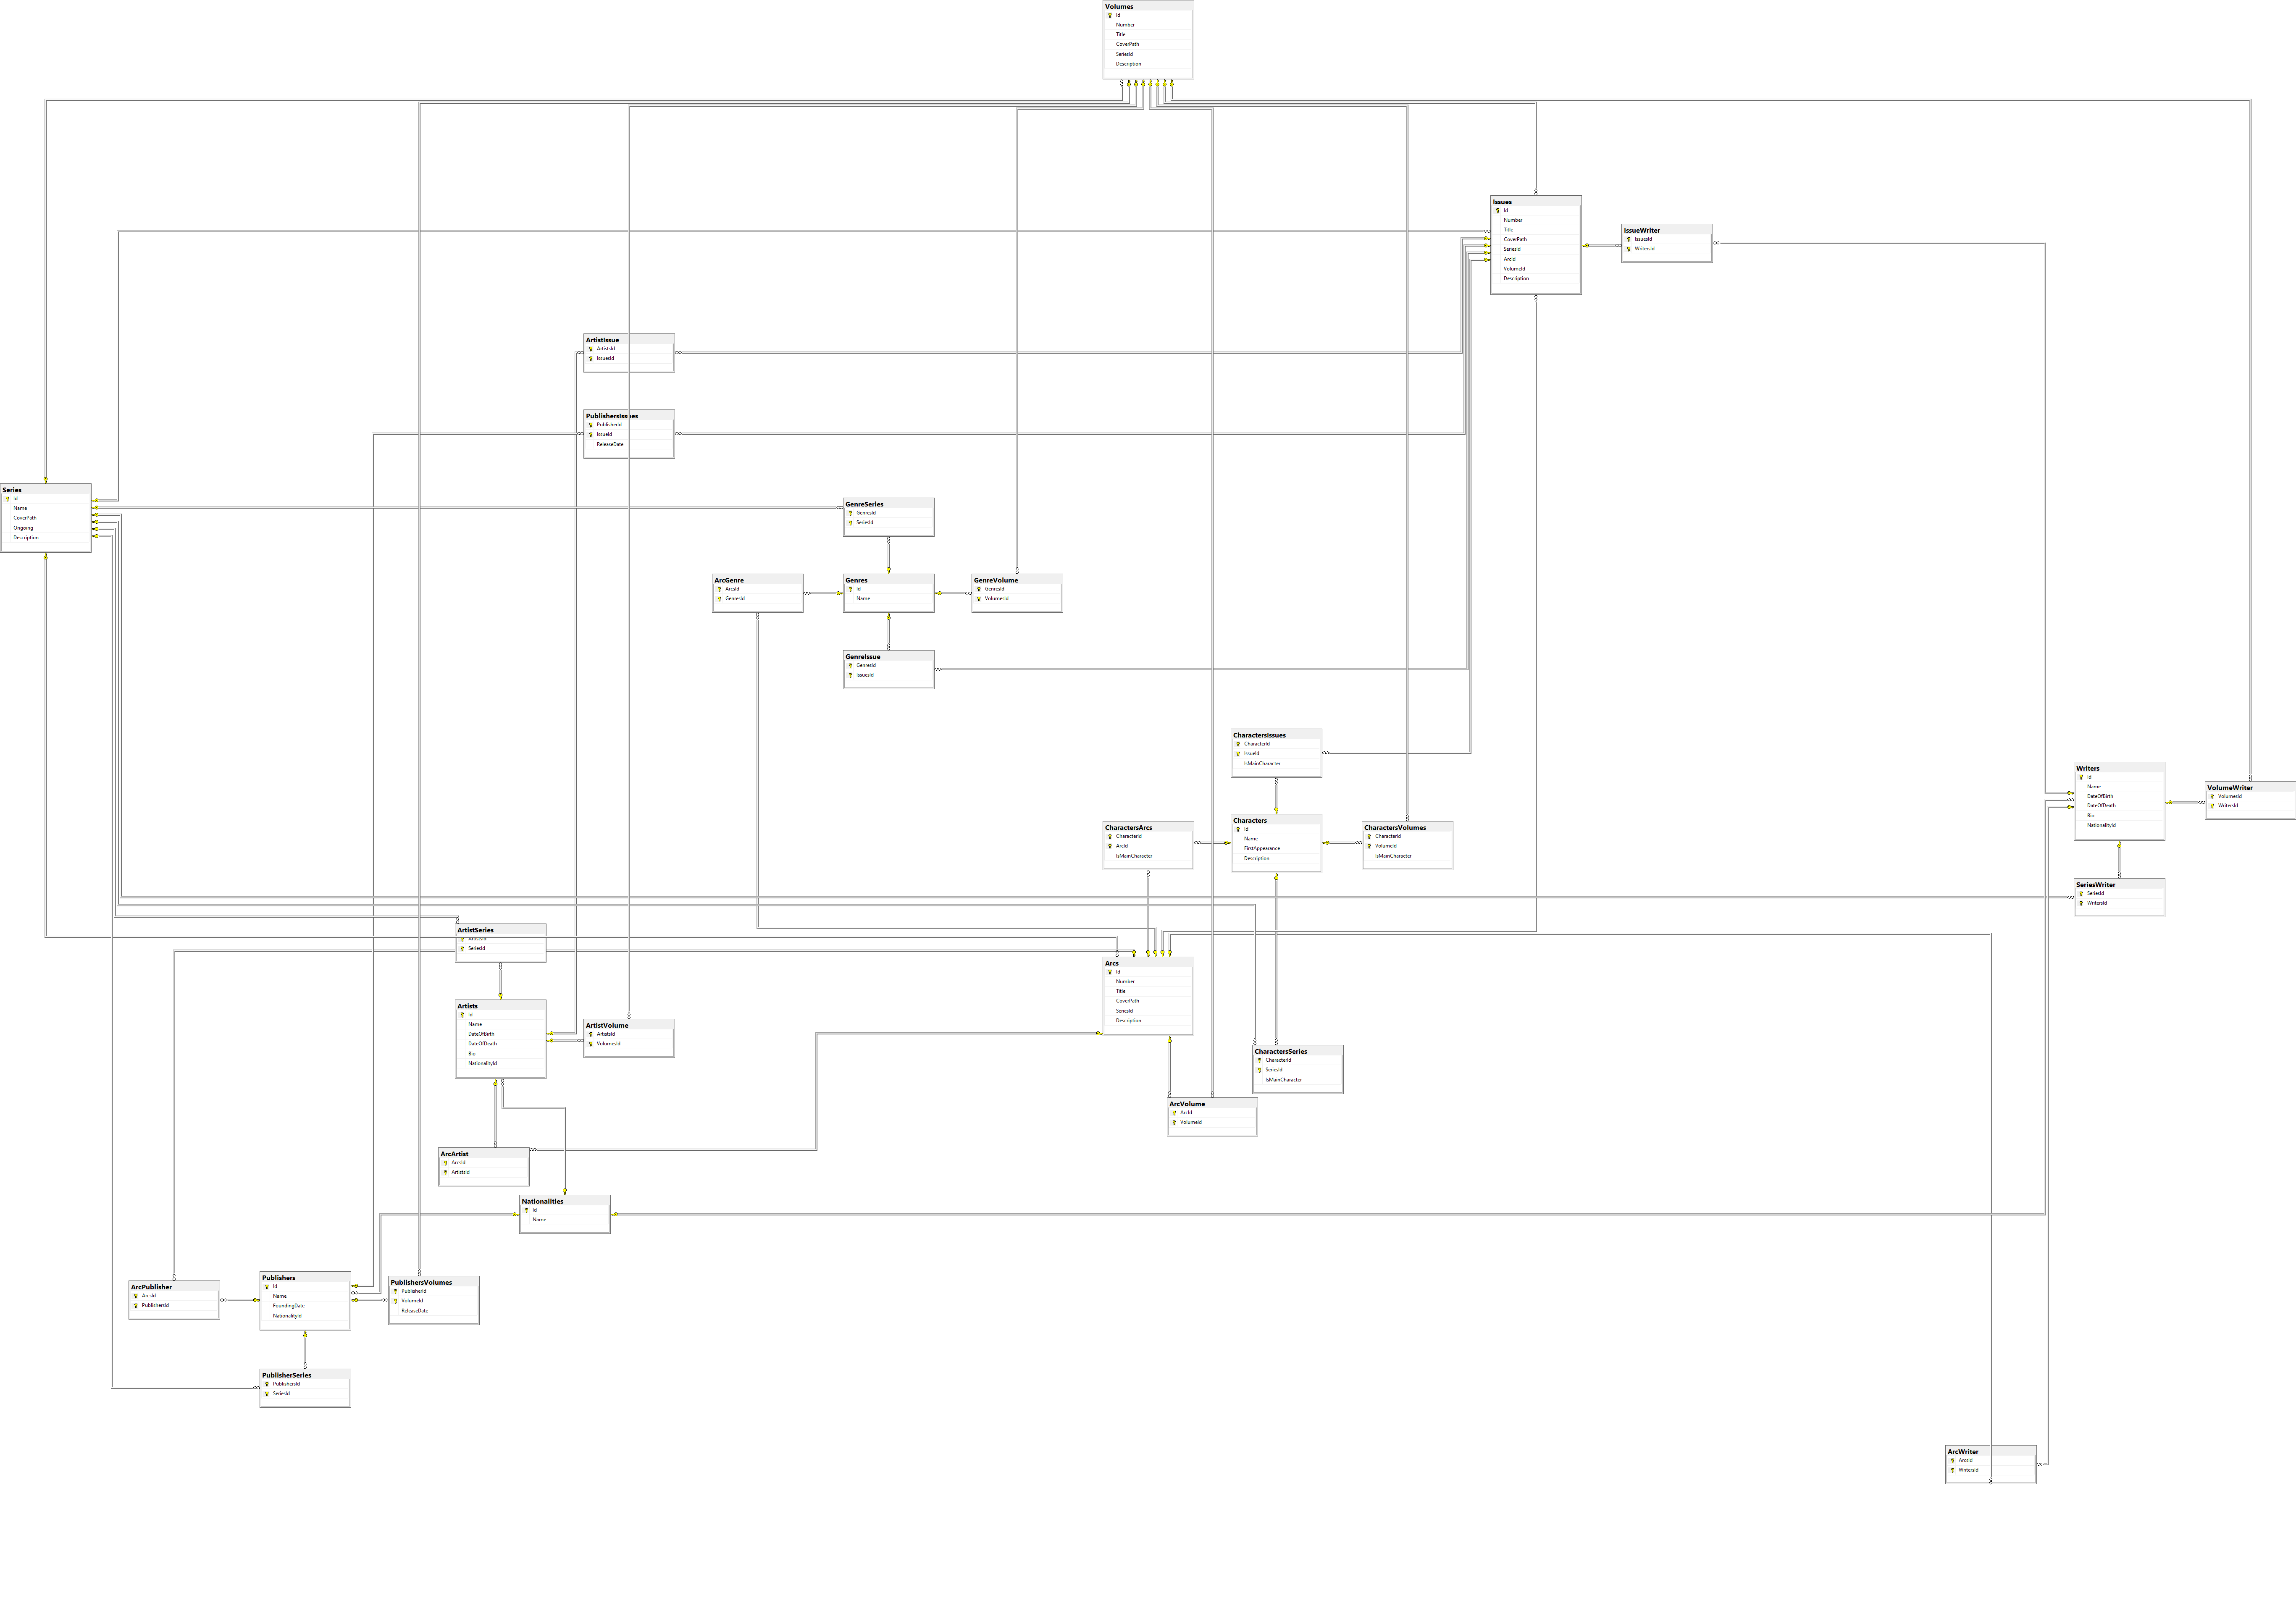 Volumes
Id
Number
Title
CoverPath
SeriesId
Description
Issues
Id
Number
Title
CoverPath
SeriesId
ArcId
VolumeId
Description
IssueWriter
IssuesId
WritersId
ArtistIssue
ArtistsId
IssuesId
PublishersIssues
PublisherId
IssueId
ReleaseDate
Series
Id
Name
CoverPath
Ongoing
Description
GenreSeries
GenresId
SeriesId
ArcGenre
ArcsId
GenresId
Genres
Id
Name
GenreVolume
GenresId
VolumesId
GenreIssue
GenresId
IssuesId
CharactersIssues
CharacterId
IssueId
IsMainCharacter
Writers
Id
Name
DateOfBirth
DateOfDeath
Bio
NationalityId
VolumeWriter
VolumesId
WritersId
CharactersArcs
CharacterId
ArcId
IsMainCharacter
Characters
Id
Name
FirstAppearance
Description
CharactersVolumes
CharacterId
VolumeId
IsMainCharacter
SeriesWriter
SeriesId
WritersId
ArtistSeries
ArtistsId
SeriesId
Arcs
Id
Number
Title
CoverPath
SeriesId
Description
Artists
Id
Name
DateOfBirth
DateOfDeath
Bio
NationalityId
ArtistVolume
ArtistsId
VolumesId
CharactersSeries
CharacterId
SeriesId
IsMainCharacter
ArcVolume
ArcId
VolumeId
ArcArtist
ArcsId
ArtistsId
Nationalities
Id
Name
ArcPublisher
ArcsId
PublishersId
Publishers
Id
Name
FoundingDate
NationalityId
PublishersVolumes
PublisherId
VolumeId
ReleaseDate
PublisherSeries
PublishersId
SeriesId
ArcWriter
ArcsId
WritersId